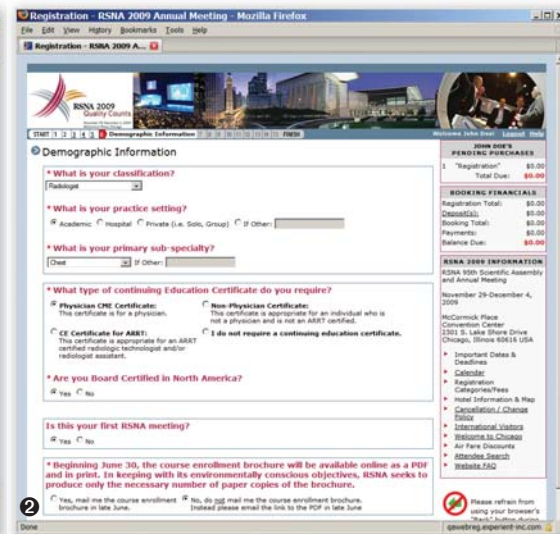 Registration - RSNA 2009 Annual Meeting - Mozilla Firefox
File Edit View History Bookmarks Tools Help
Registration - RSNA 2009 A...
RSNA 2009
Quality Counts
START 1 2 3 4 5 6 Demographic Information 7 8 9 10 11 12 13 14 15 FINISH
Welcome John Doe! Logout Help
Demographic Information
* What is your classification?
Radiologist
* What is your practice setting?
Academic Hospital Private (i.e. Solo, Group) If Other:
* What is your primary sub-specialty?
Chest If Other:
* What type of continuing Education Certificate do you require?
Physician CME Certificate:
This certificate is for a physician.
Non-Physician Certificate:
This certificate is appropriate for an individual who is
not a physician and is not an ARRT certified.
CE Certificate for ARRT:
This certificate is appropriate for an ARRT
certified radiologic technologist and/or
radiologist assistant.
I do not require a continuing education certificate.
* Are you Board Certified in North America?
Yes No
Is this your first RSNA meeting?
Yes No
* Beginning June 30, the course enrollment brochure will be available online as a PDF
and in print. In keeping with its environmentally conscious objectives, RSNA seeks to
produce only the necessary number of paper copies of the brochure.
Yes, mail me the course enrollment
brochure in late June.
No, do not mail me the course enrollment brochure.
Instead please email the link to the PDF in late June
JOHN DOE'S
PENDING PURCHASES
1 "Registration" $0.00
Total Due: $0.00
BOOKING FINANCIALS
Registration Total: $0.00
Deposit(s): $0.00
Booking Total: $0.00
Payments: $0.00
Balance Due: $0.00
RSNA 2009 INFORMATION
RSNA 95th Scientific Assembly
and Annual Meeting
November 29-December 4,
2009
McCormick Place
Convention Center
2301 S. Lake Shore Drive
Chicago, Illinois 60616 USA
Important Dates &
Deadlines
Calendar
Registration
Categories/Fees
Hotel Information & Map
Cancellation / Change
Policy
International Visitors
Welcome to Chicago
Air Fare Discounts
Attendee Search
Website FAQ
Please refrain from
using your browser's
"Back" button during
2
Done
qawebreg.experient-inc.com